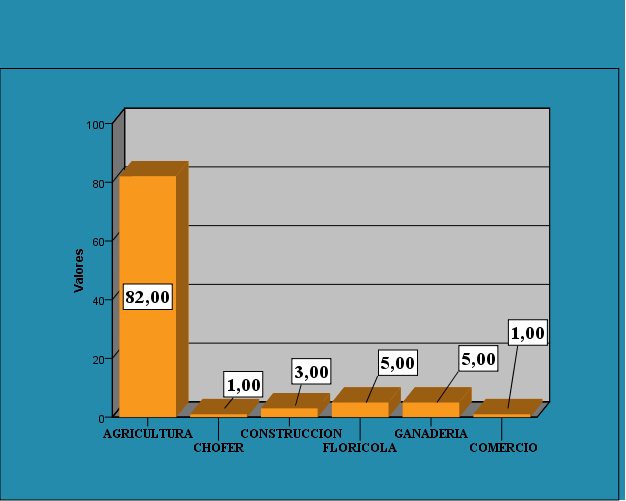 100
80
60
40
20
0
Valores
82,00
1,00
3,00
5,00
5,00
1,00
AGRICULTURA
CHOFER
CONSTRUCCION
FLORICOLA
GANADERIA
COMERCIO